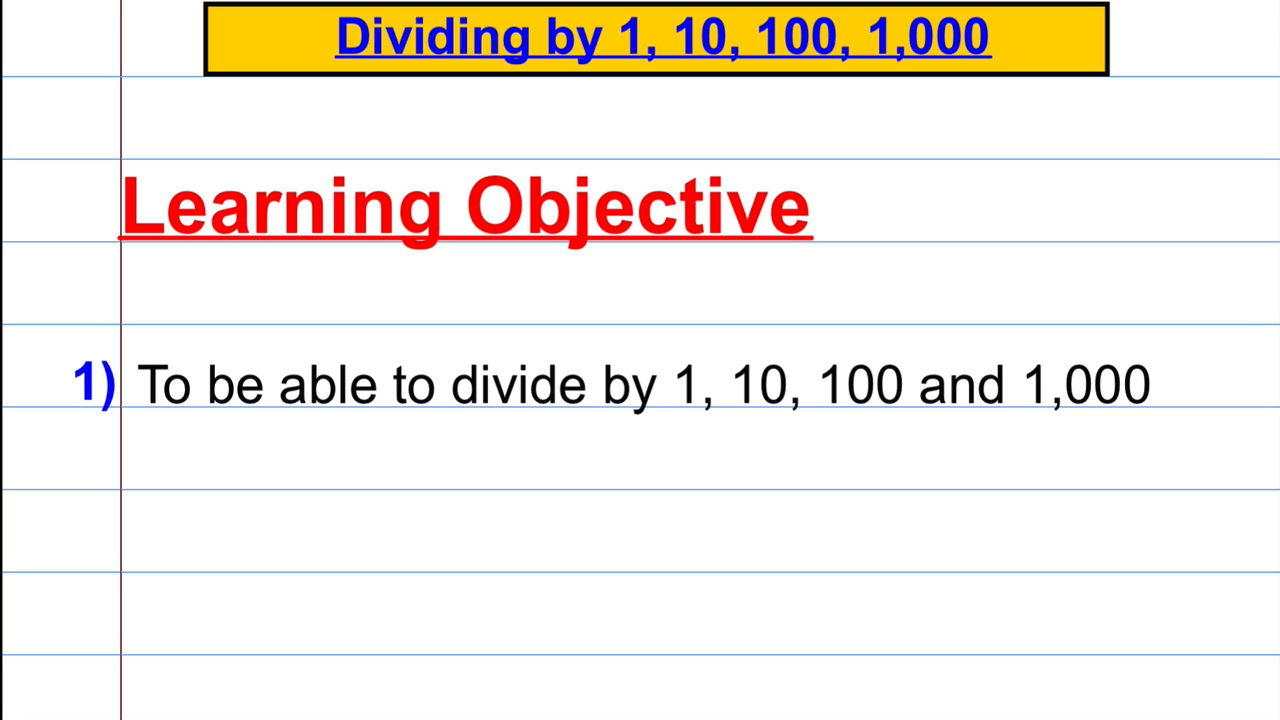 Dividing by 1, 10, 100, 1,000
Learning Objective
1) To be able to divide by 1, 10, 100 and 1,000